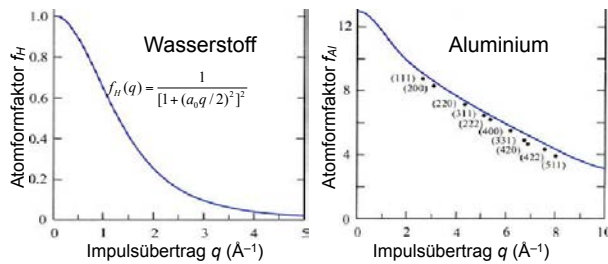 Atomformfaktor f_H
1.0
0.8
0.6
0.4
0.2
0
Wasserstoff
f_H(q) = 1 / [1+(a_0 q/2)^2]^2
0 1 2 3 4 5
Impulsübertrag q (Å⁻¹)
Atomformfaktor f_Al
12
8
4
0
Aluminium
(111)
(200)
(220)
(311)
(222)
(400)
(331)
(420)
(422)
(511)
0 2 4 6 8 10
Impulsübertrag q (Å⁻¹)